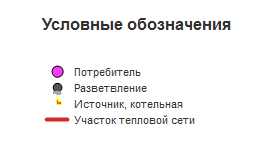 Условные обозначения
Потребитель
Разветвление
Источник, котельная
Участок тепловой сети